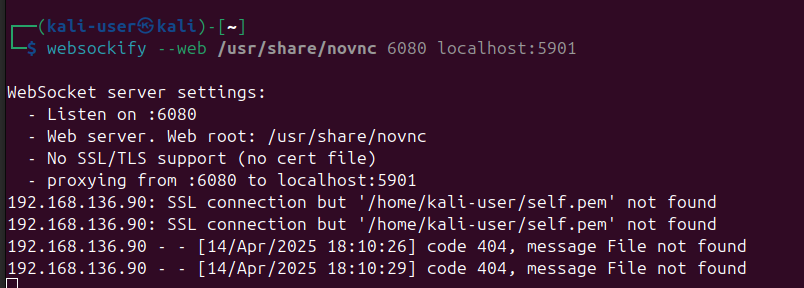 ┌──(kali-user㉿kali)-[~]
└─$ websockify --web /usr/share/novnc 6080 localhost:5901
WebSocket server settings:
- Listen on :6080
- Web server. Web root: /usr/share/novnc
- No SSL/TLS support (no cert file)
- proxying from :6080 to localhost:5901
192.168.136.90: SSL connection but '/home/kali-user/self.pem' not found
192.168.136.90: SSL connection but '/home/kali-user/self.pem' not found
192.168.136.90 - - [14/Apr/2025 18:10:26] code 404, message File not found
192.168.136.90 - - [14/Apr/2025 18:10:29] code 404, message File not found